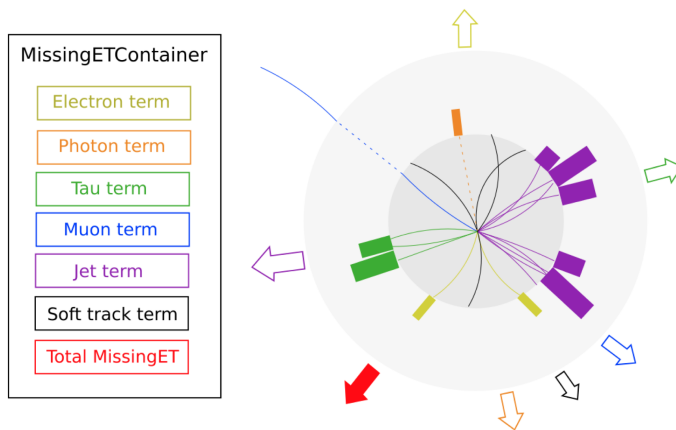 MissingETContainer
Electron term
Photon term
Tau term
Muon term
Jet term
Soft track term
Total MissingET